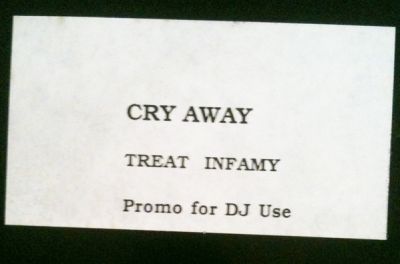 CRY AWAY
TREAT INFAMY
Promo for DJ Use